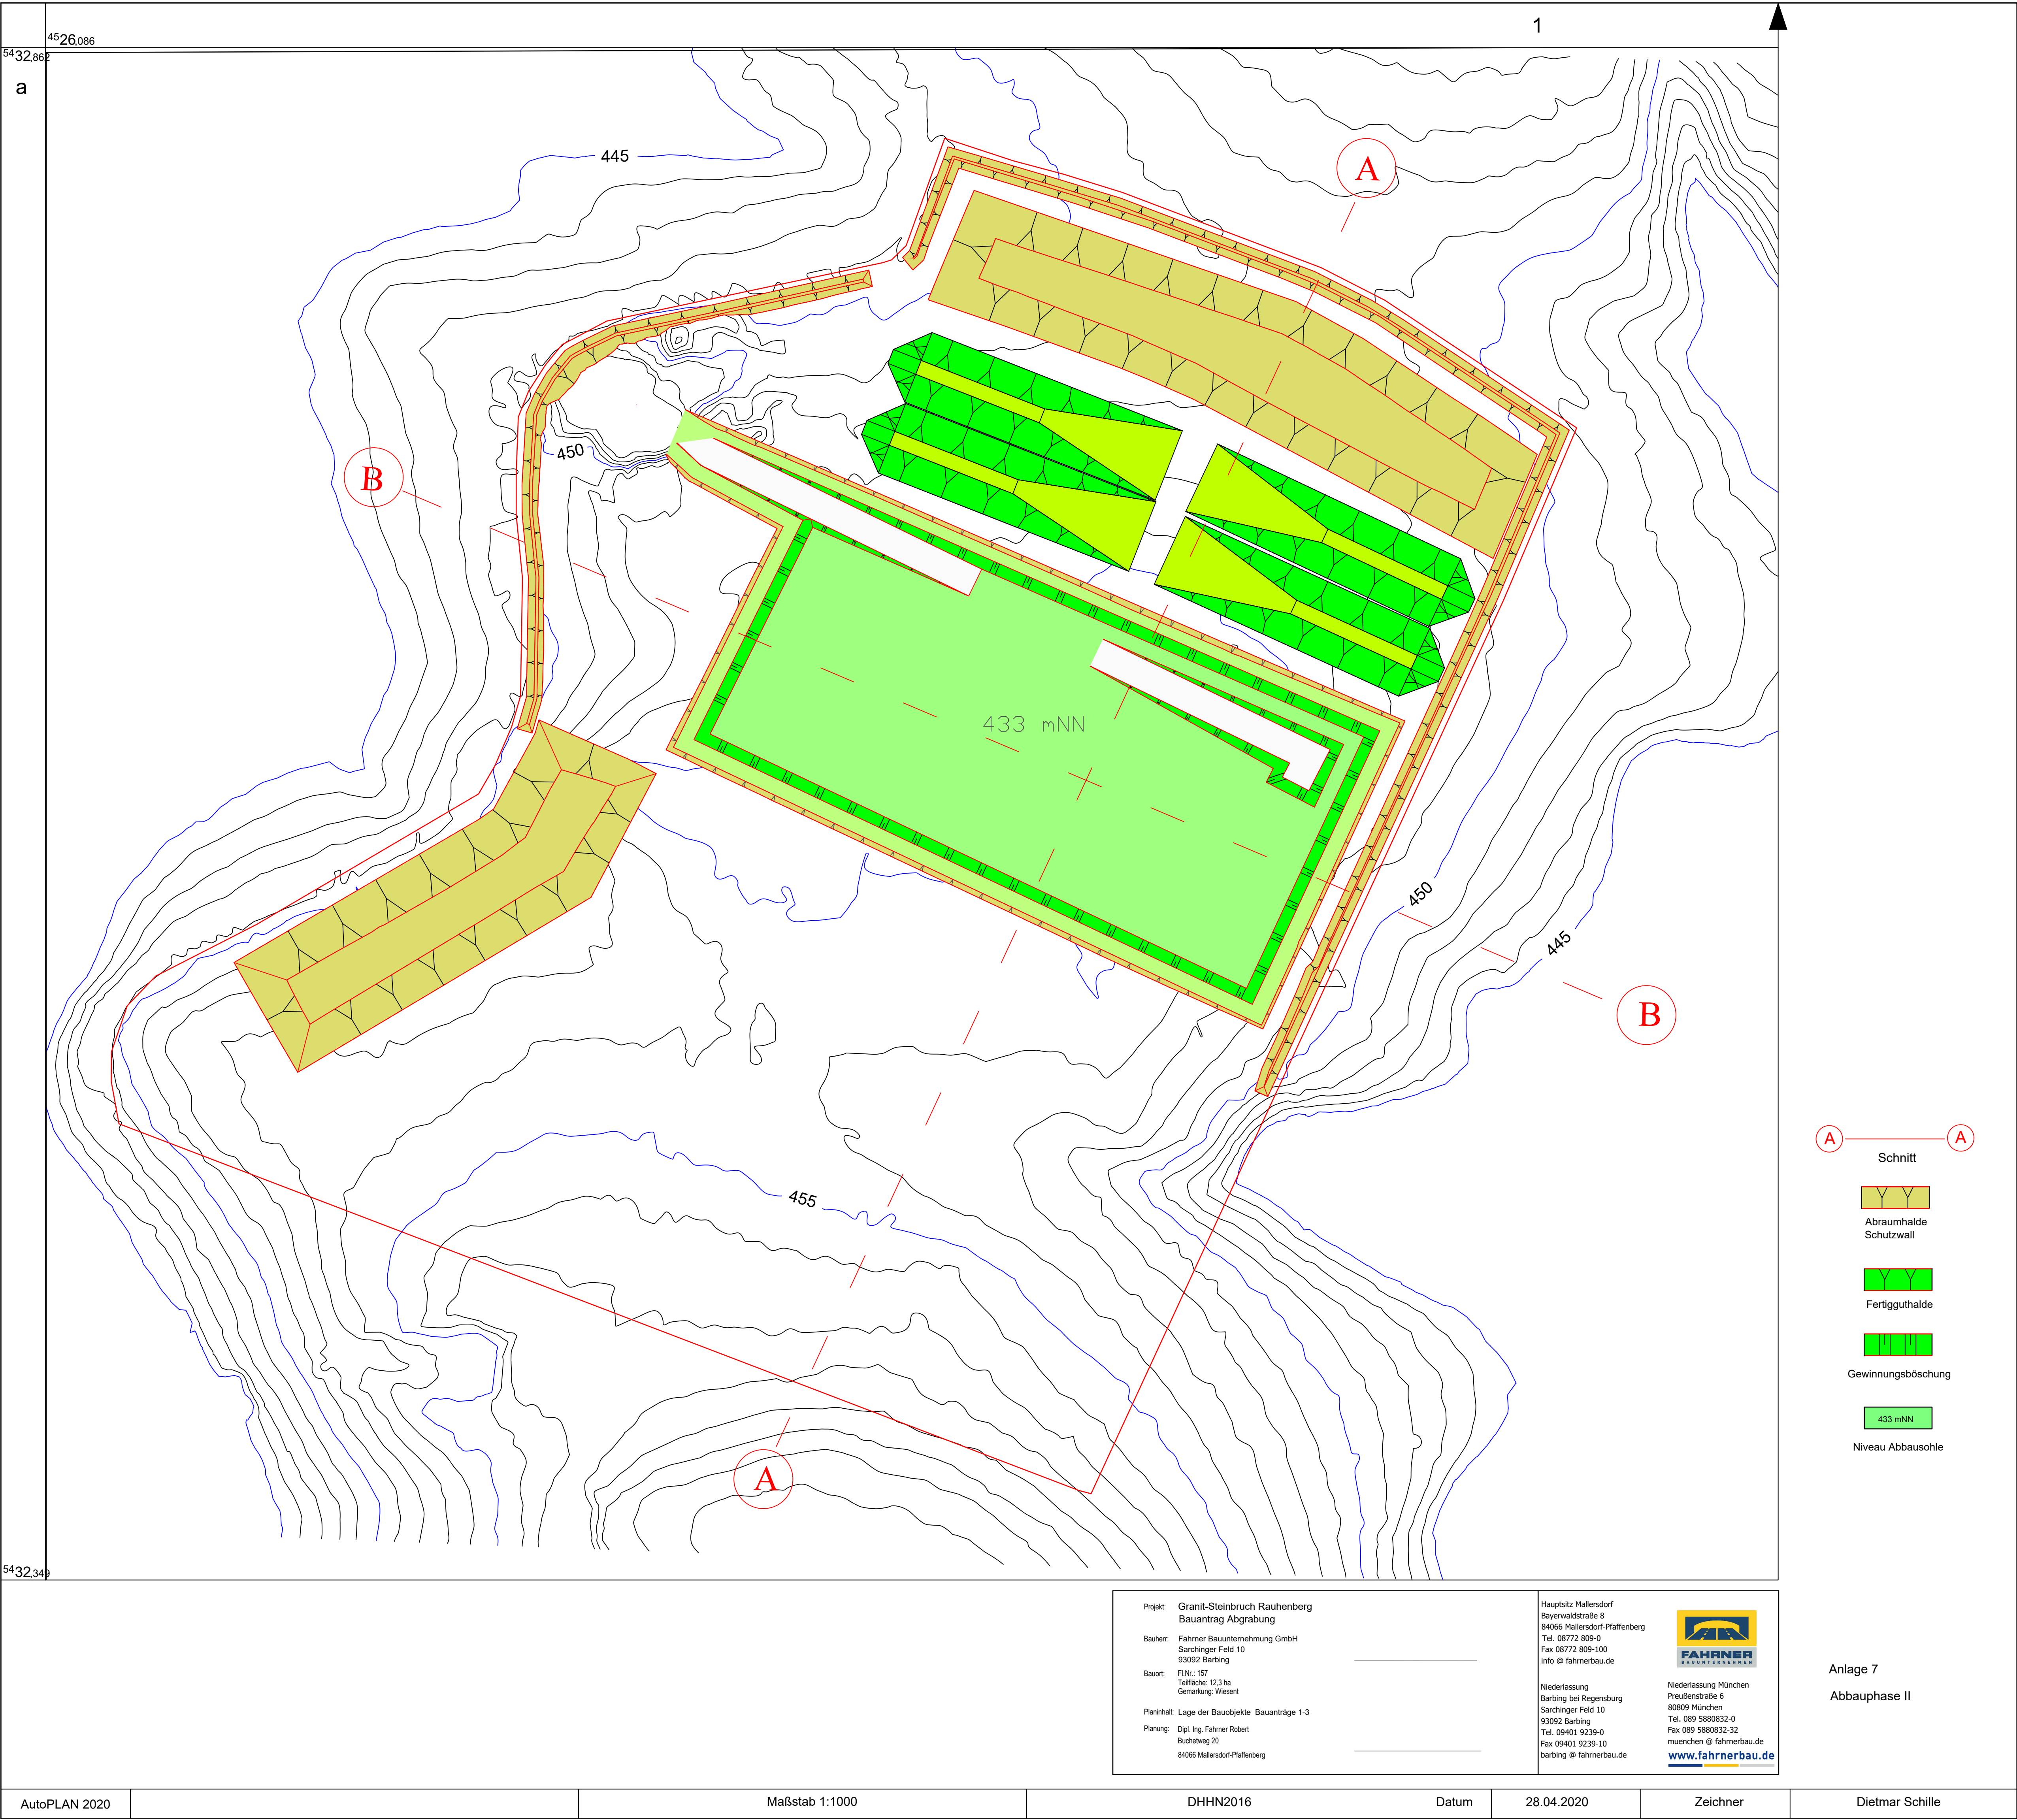 1
4526,086
5432,862
a
445
A
450
B
433 mNN
450
445
B
455
A
5432,349
A A
Schnitt
Abraumhalde
Schutzwall
Fertigguthalde
Gewinnungsböschung
433 mNN
Niveau Abbausohle
Projekt: Granit-Steinbruch Rauhenberg
Bauantrag Abgrabung
Bauherr: Fahrner Bauunternehmung GmbH
Sarchinger Feld 10
93092 Barbing
Bauort: Fl.Nr.: 157
Teilfläche: 12,3 ha
Gemarkung: Wiesent
Planinhalt: Lage der Bauobjekte Bauanträge 1-3
Planung: Dipl. Ing. Fahrner Robert
Buchetweg 20
84066 Mallersdorf-Pfaffenberg
Hauptsitz Mallersdorf
Bayerwaldstraße 8
84066 Mallersdorf-Pfaffenberg
Tel. 08772 809-0
Fax 08772 809-100
info @ fahrnerbau.de
FAHRNER
BAUUNTERNEHMEN
Niederlassung
Barbing bei Regensburg
Sarchinger Feld 10
93092 Barbing
Tel. 09401 9239-0
Fax 09401 9239-10
barbing @ fahrnerbau.de
Niederlassung München
Preußenstraße 6
80809 München
Tel. 089 5880832-0
Fax 089 5880832-32
muenchen @ fahrnerbau.de
www.fahrnerbau.de
Anlage 7
Abbauphase II
AutoPLAN 2020 Maßstab 1:1000 DHHN2016 Datum 28.04.2020 Zeichner Dietmar Schille